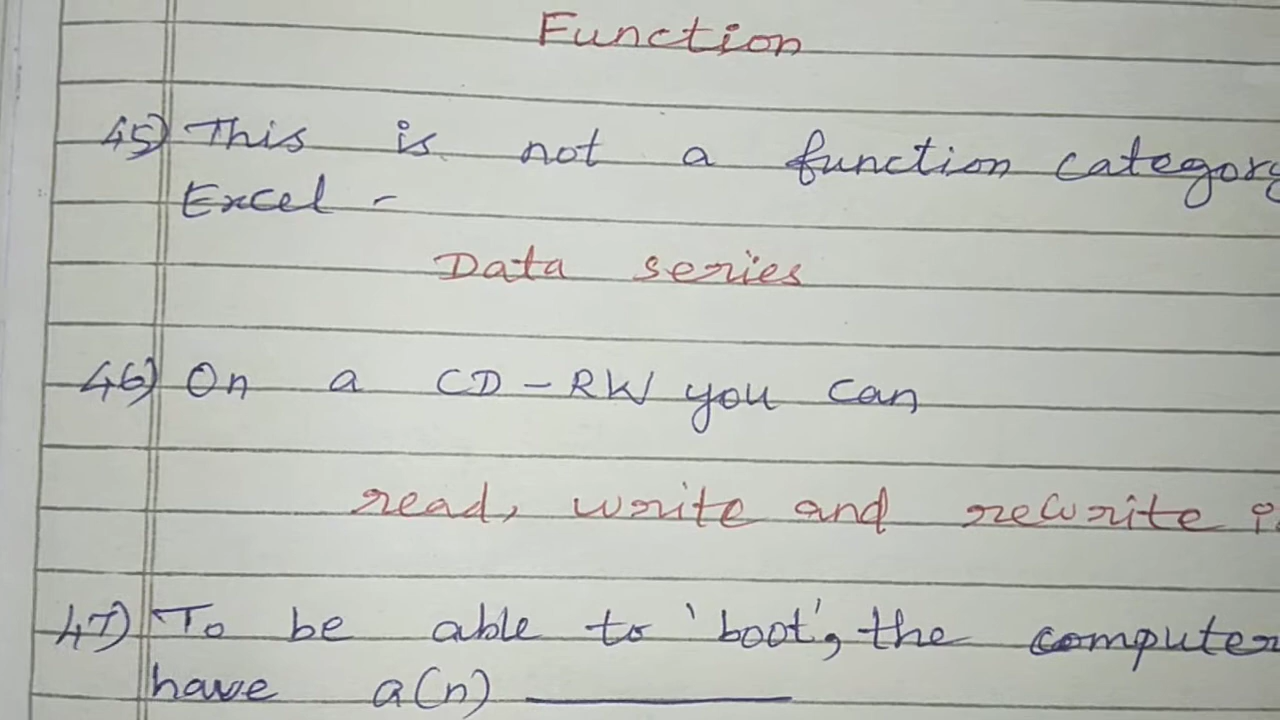 Function
45) This is not a function category
Excel -
Data series
46) On a CD-RW you can
read, write and rewrite
47) To be able to 'boot', the computer
have a(n) ________